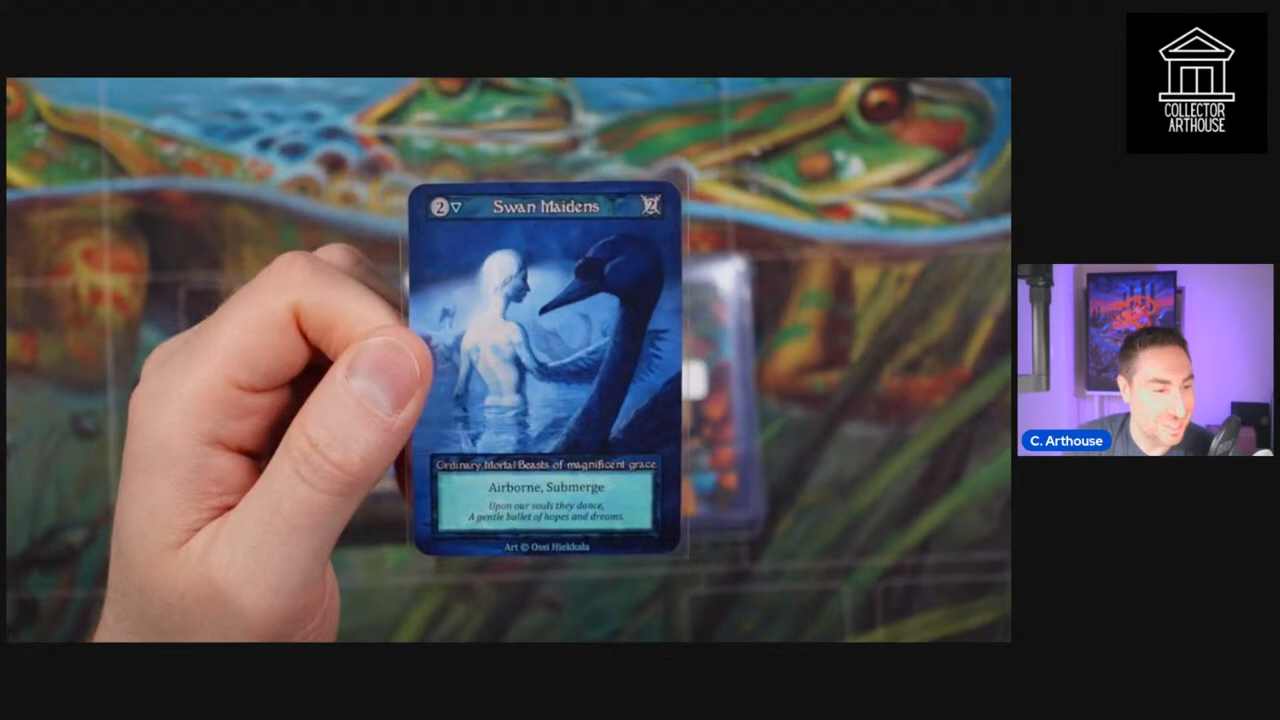 COLLECTOR
ARTHOUSE
2
Swan Maidens
2
Ordinary Mortal Beasts of magnificent grace
Airborne, Submerge
Upon our souls they dance,
A gentle ballet of hopes and dreams.
Art © Ossi Hiekkala
C. Arthouse